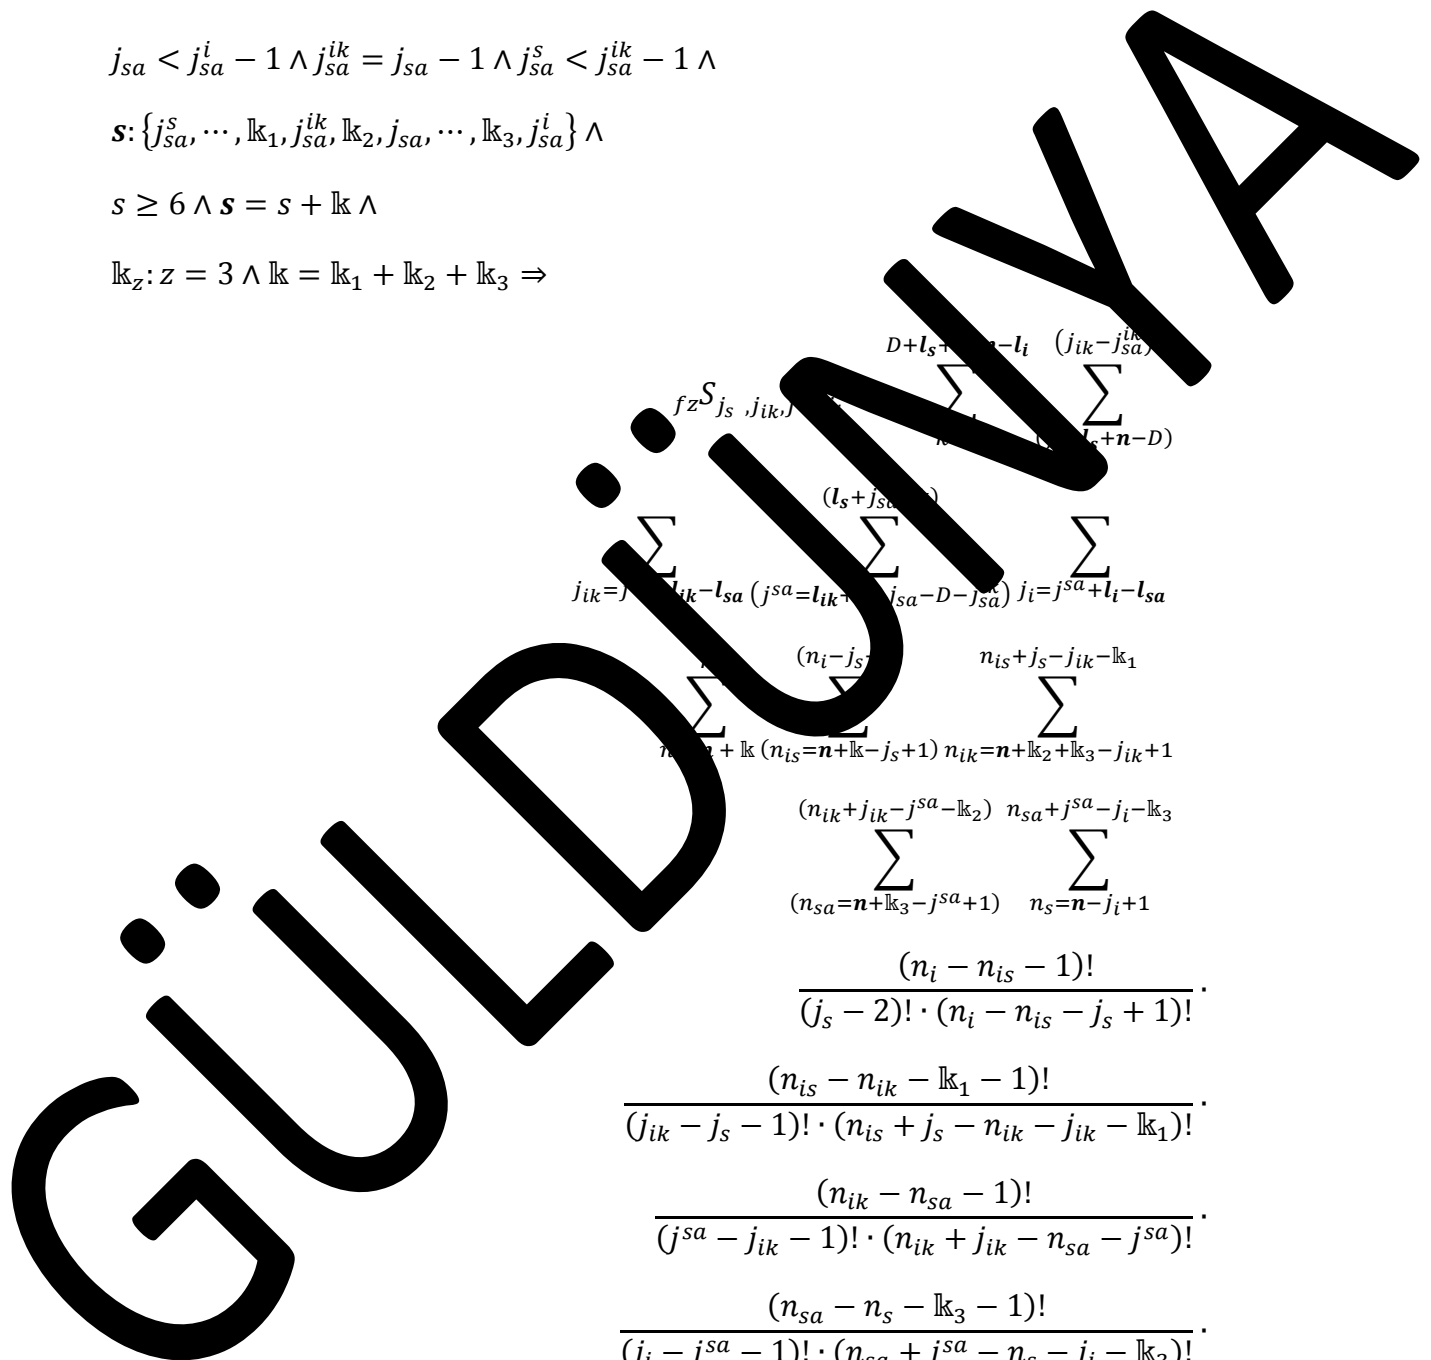 j_{sa} < j_{sa}^{i} − 1 ∧ j_{sa}^{ik} = j_{sa} − 1 ∧ j_{sa}^{s} < j_{sa}^{ik} − 1 ∧
s: {j_{sa}^{s}, ⋯, 𝕜_1, j_{sa}^{ik}, 𝕜_2, j_{sa}, ⋯, 𝕜_3, j_{sa}^{i}} ∧
s ≥ 6 ∧ s = s + 𝕜 ∧
𝕜_z: z = 3 ∧ 𝕜 = 𝕜_1 + 𝕜_2 + 𝕜_3 ⇒
(j_{ik}−j_{sa}^{ik}
_{fz}S_{j_s, j_{ik},} ∑ ∑
+n−D)
∑ ∑ ∑
l_{ik}−l_{sa} (j^{sa}=l_{ik}+ j_{sa}−D−j_{sa}^{ik}) j_i=j^{sa}+l_i−l_{sa}
(n_i−j_s n_{is}+j_s−j_{ik}−𝕜_1
∑ ∑ ∑
+ 𝕜 (n_{is}=n+𝕜−j_s+1) n_{ik}=n+𝕜_2+𝕜_3−j_{ik}+1
(n_{ik}+j_{ik}−j^{sa}−𝕜_2) n_{sa}+j^{sa}−j_i−𝕜_3
∑ ∑
(n_{sa}=n+𝕜_3−j^{sa}+1) n_s=n−j_i+1
(n_i − n_{is} − 1)!
(j_s − 2)! · (n_i − n_{is} − j_s + 1)! ·
(n_{is} − n_{ik} − 𝕜_1 − 1)!
(j_{ik} − j_s − 1)! · (n_{is} + j_s − n_{ik} − j_{ik} − 𝕜_1)! ·
(n_{ik} − n_{sa} − 1)!
(j^{sa} − j_{ik} − 1)! · (n_{ik} + j_{ik} − n_{sa} − j^{sa})! ·
(n_{sa} − n_s − 𝕜_3 − 1)!
(j_i − j^{sa} − 1)! · (n_{sa} + j^{sa} − n_s − j_i − 𝕜_3)! ·
GÜLDÜNYA